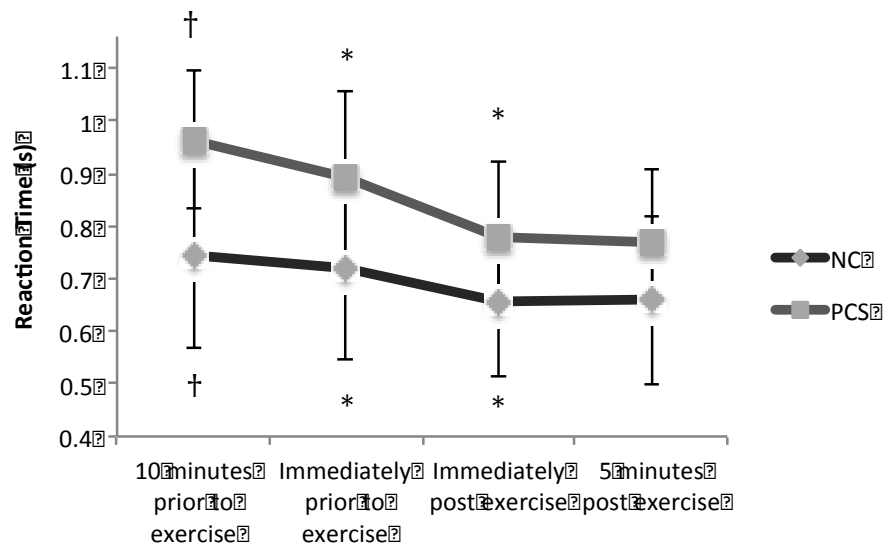 †
*
*
1.1
1
0.9
0.8
0.7
0.6
0.5
0.4
Reaction Time (s)
†
*
*
NC
PCS
10 minutes prior to exercise
Immediately prior to exercise
Immediately post exercise
5 minutes post exercise